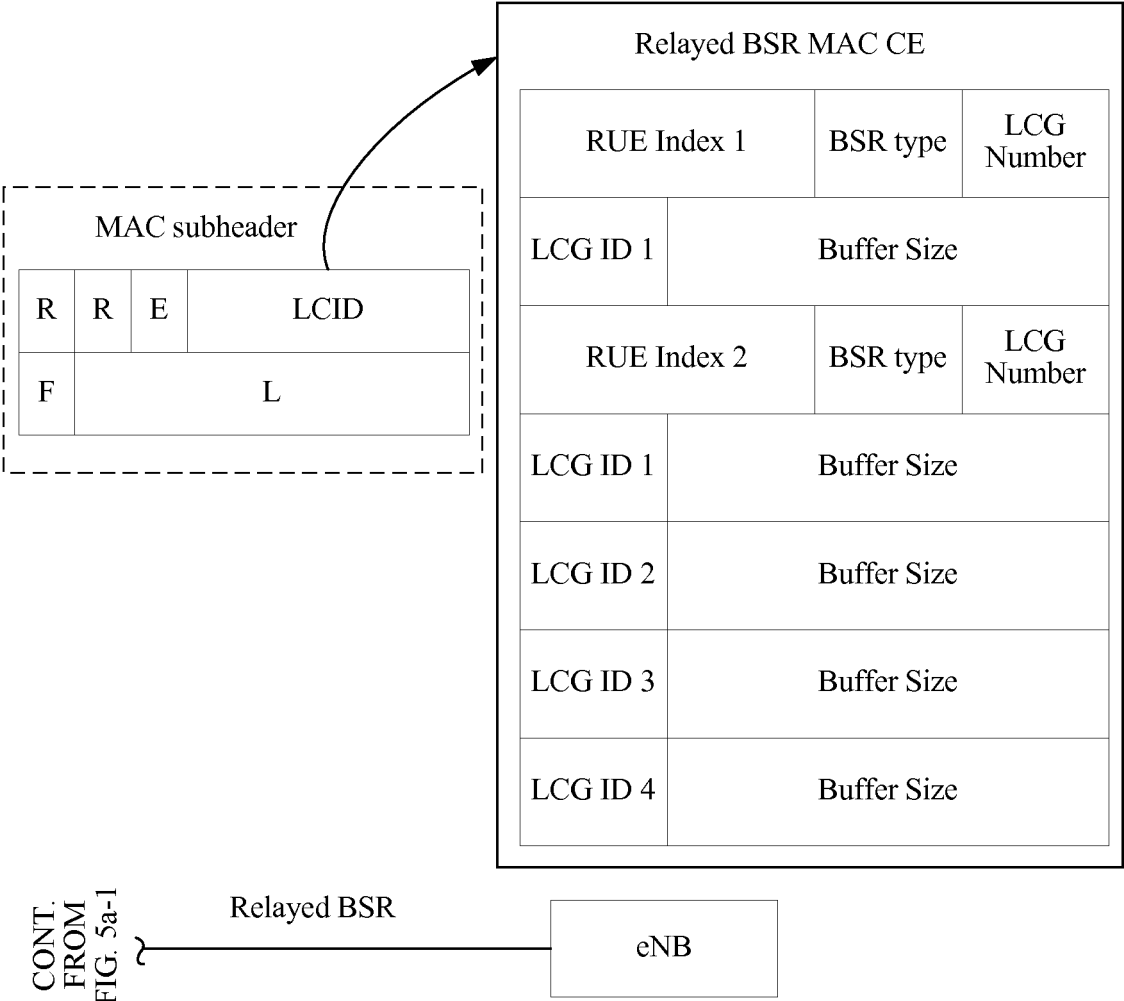 Relayed BSR MAC CE
RUE Index 1 BSR type LCG
Number
LCG ID 1 Buffer Size
RUE Index 2 BSR type LCG
Number
LCG ID 1 Buffer Size
LCG ID 2 Buffer Size
LCG ID 3 Buffer Size
LCG ID 4 Buffer Size
MAC subheader
R R E LCID
F L
CONT.
FROM
FIG. 5a-1
Relayed BSR
eNB